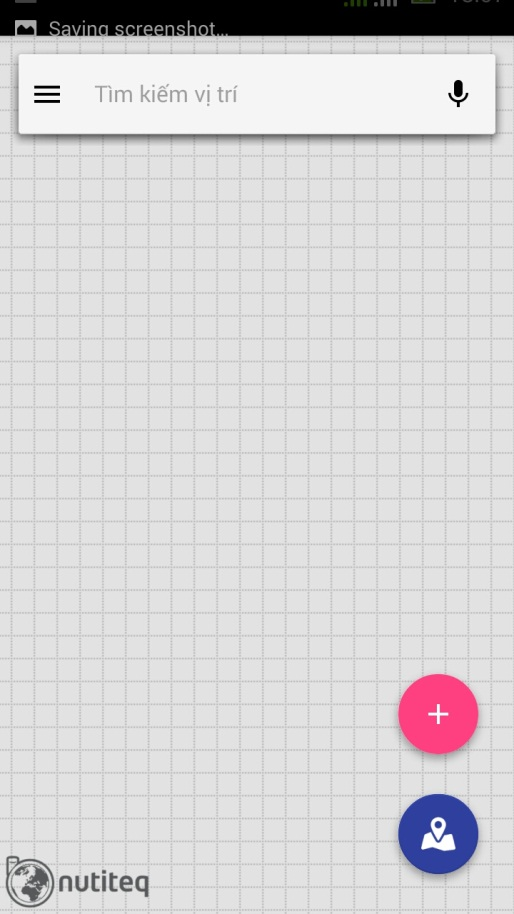 Saving screenshot...
Tìm kiếm vị trí
nutiteq